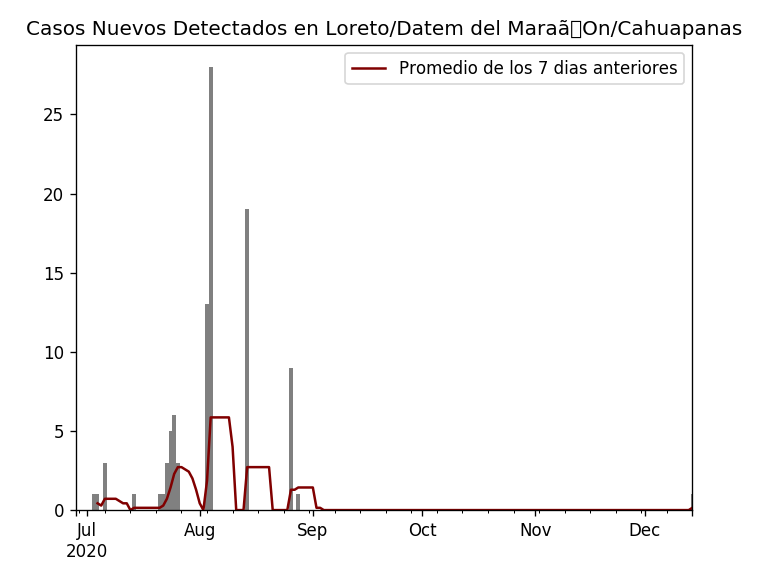 Casos Nuevos Detectados en Loreto/Datem del Maraã▯On/Cahuapanas
Promedio de los 7 dias anteriores
25
20
15
10
5
0
Jul Aug Sep Oct Nov Dec
2020